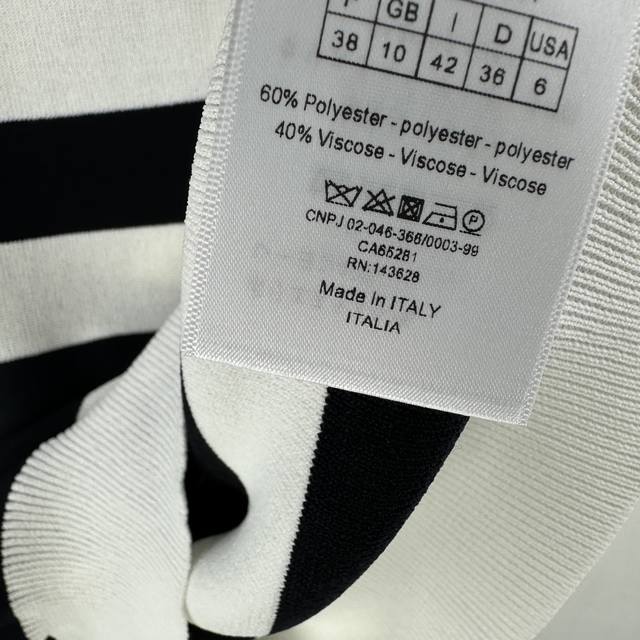 F GB I D USA
38 10 42 36 6
60% Polyester - polyester - polyester
40% Viscose - Viscose - Viscose
CNPJ 02-046-366/0003-99
CA65281
RN:143628
Made in ITALY
ITALIA